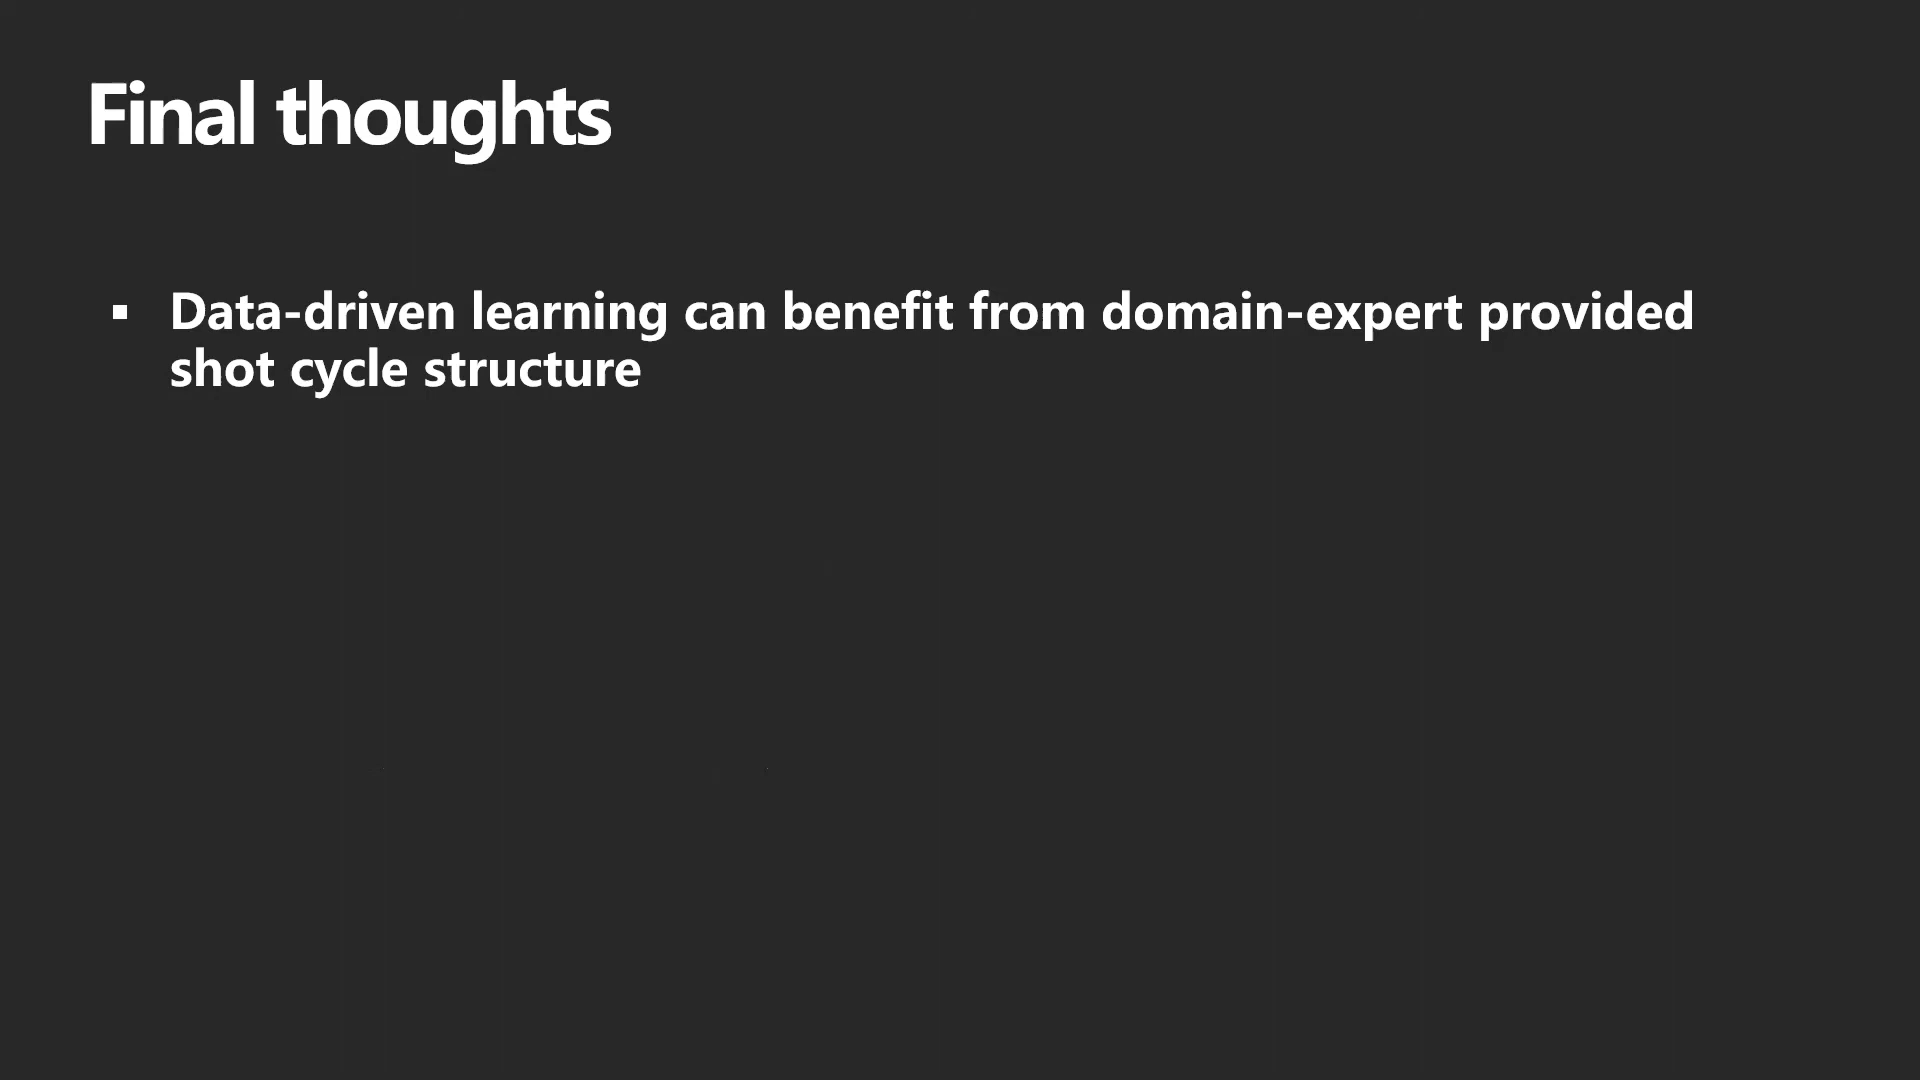 Final thoughts
▪ Data-driven learning can benefit from domain-expert provided
shot cycle structure